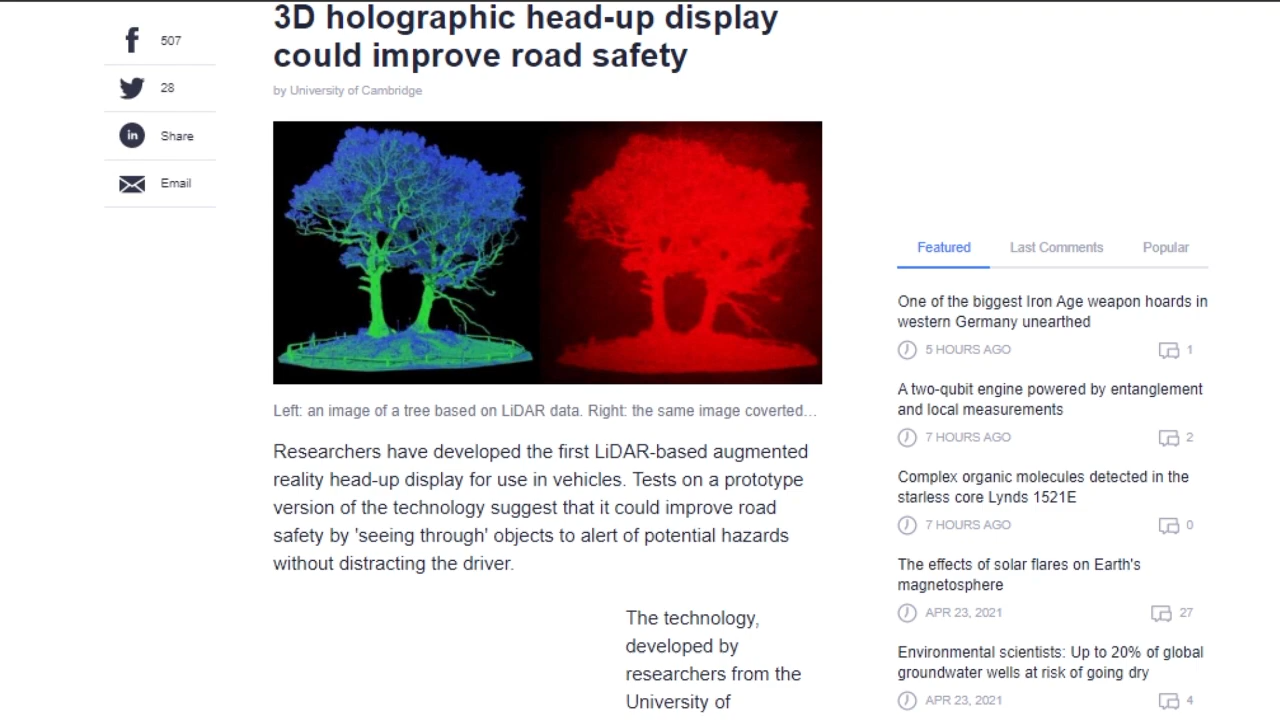 3D holographic head-up display
could improve road safety
by University of Cambridge
507
28
in
Share
Email
Left: an image of a tree based on LiDAR data. Right: the same image coverted…
Researchers have developed the first LiDAR-based augmented
reality head-up display for use in vehicles. Tests on a prototype
version of the technology suggest that it could improve road
safety by 'seeing through' objects to alert of potential hazards
without distracting the driver.
The technology,
developed by
researchers from the
University of
Featured Last Comments Popular
One of the biggest Iron Age weapon hoards in
western Germany unearthed
5 HOURS AGO 1
A two-qubit engine powered by entanglement
and local measurements
7 HOURS AGO 2
Complex organic molecules detected in the
starless core Lynds 1521E
7 HOURS AGO 0
The effects of solar flares on Earth's
magnetosphere
APR 23, 2021 27
Environmental scientists: Up to 20% of global
groundwater wells at risk of going dry
APR 23, 2021 4